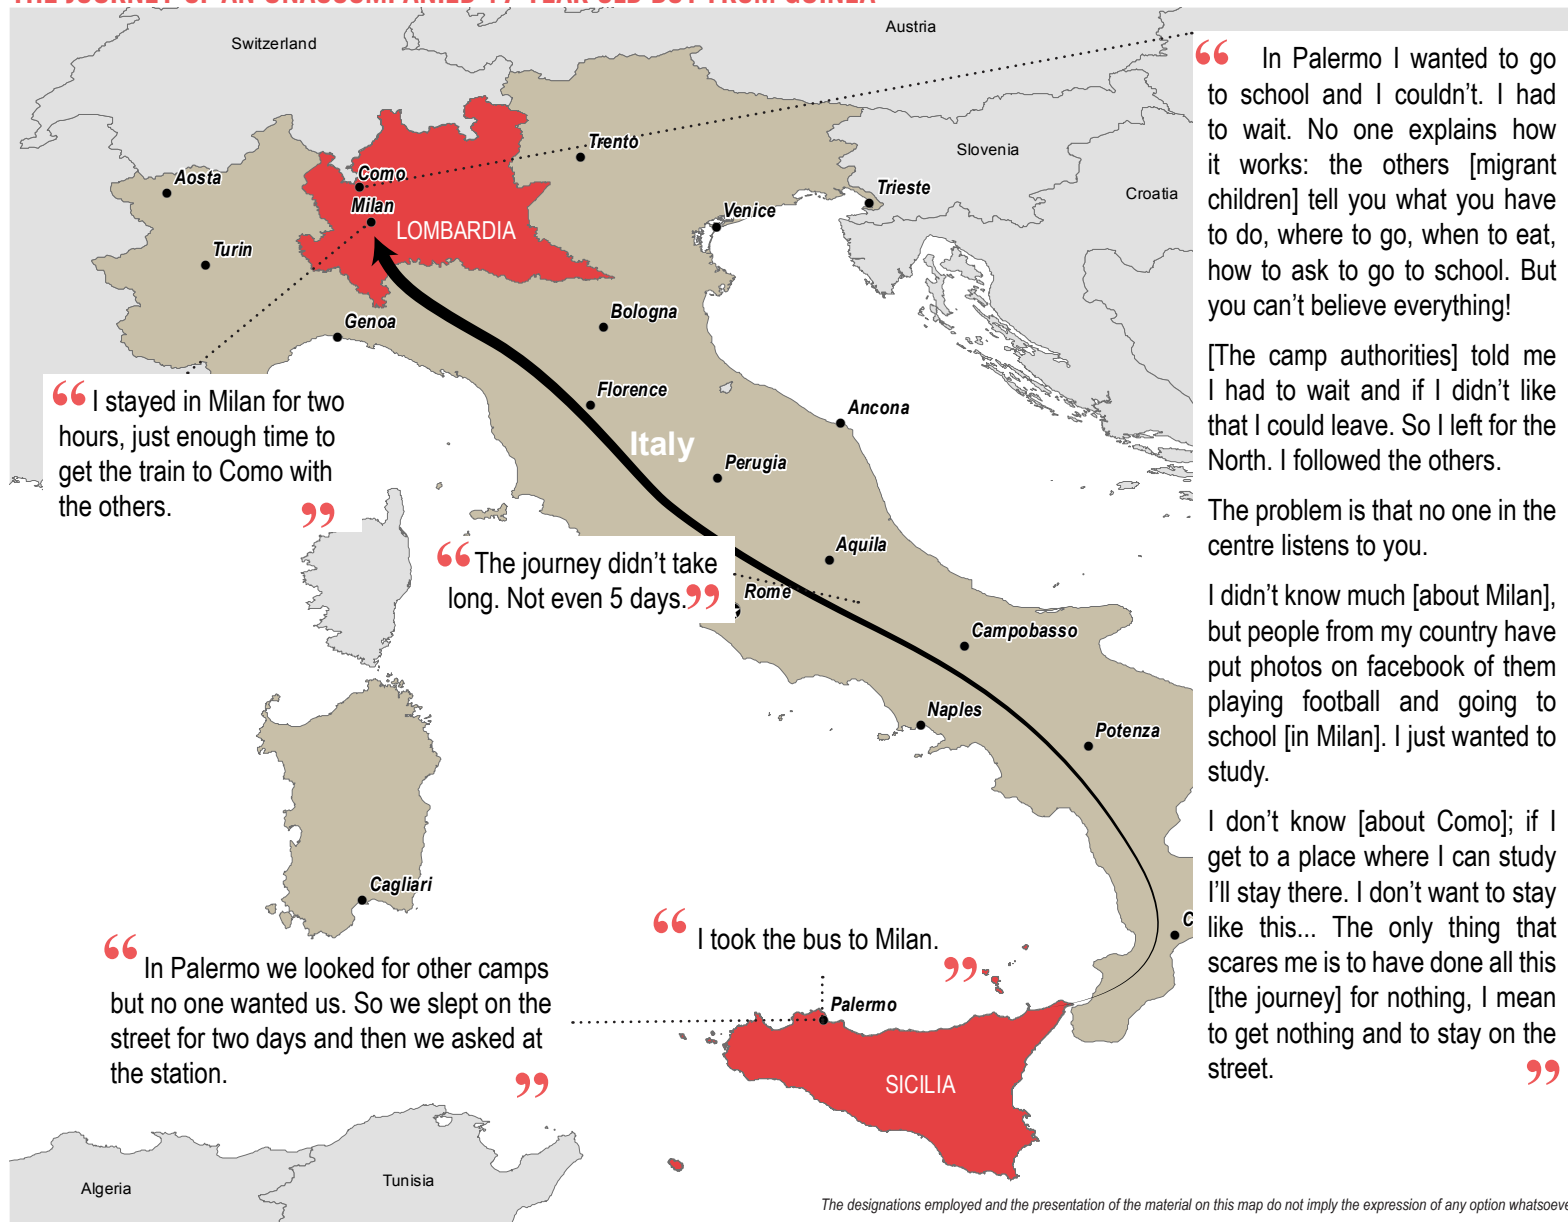 THE JOURNEY OF AN UNACCOMPANIED YEAR OLD BOY FROM GUINEA
Austria
Switzerland
Slovenia
Croatia
Trento
Aosta
Como
Milan
LOMBARDIA
Trieste
Venice
Turin
Bologna
Genoa
Florence
Ancona
Italy
Perugia
Aquila
Rome
Campobasso
Naples
Potenza
Cagliari
Palermo
SICILIA
Algeria
Tunisia
“ I stayed in Milan for two
hours, just enough time to
get the train to Como with
the others. ”
“ The journey didn’t take
long. Not even 5 days. ”
“ I took the bus to Milan. ”
“ In Palermo we looked for other camps
but no one wanted us. So we slept on the
street for two days and then we asked at
the station. ”
“ In Palermo I wanted to go
to school and I couldn’t. I had
to wait. No one explains how
it works: the others [migrant
children] tell you what you have
to do, where to go, when to eat,
how to ask to go to school. But
you can’t believe everything!
[The camp authorities] told me
I had to wait and if I didn’t like
that I could leave. So I left for the
North. I followed the others.
The problem is that no one in the
centre listens to you.
I didn’t know much [about Milan],
but people from my country have
put photos on facebook of them
playing football and going to
school [in Milan]. I just wanted to
study.
I don’t know [about Como]; if I
get to a place where I can study
I’ll stay there. I don’t want to stay
like this... The only thing that
scares me is to have done all this
[the journey] for nothing, I mean
to get nothing and to stay on the
street. ”
The designations employed and the presentation of the material on this map do not imply the expression of any option